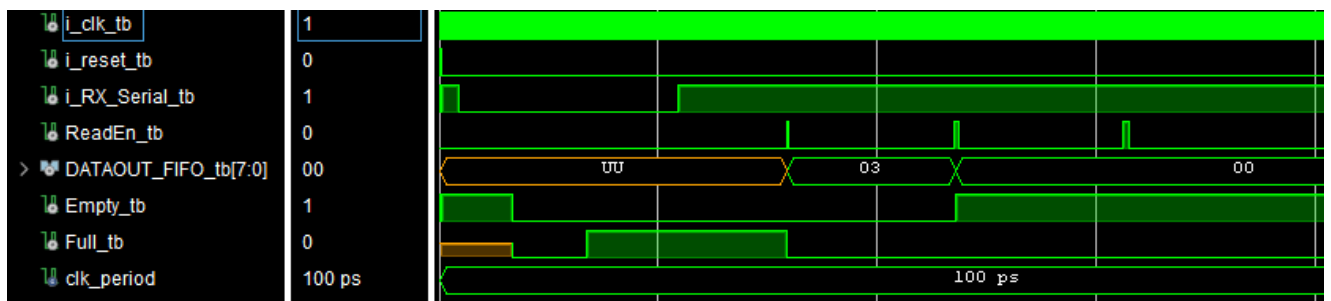 i_clk_tb 1
i_reset_tb 0
i_RX_Serial_tb 1
ReadEn_tb 0
DATAOUT_FIFO_tb[7:0] 00 UU 03 00
Empty_tb 1
Full_tb 0
clk_period 100 ps 100 ps